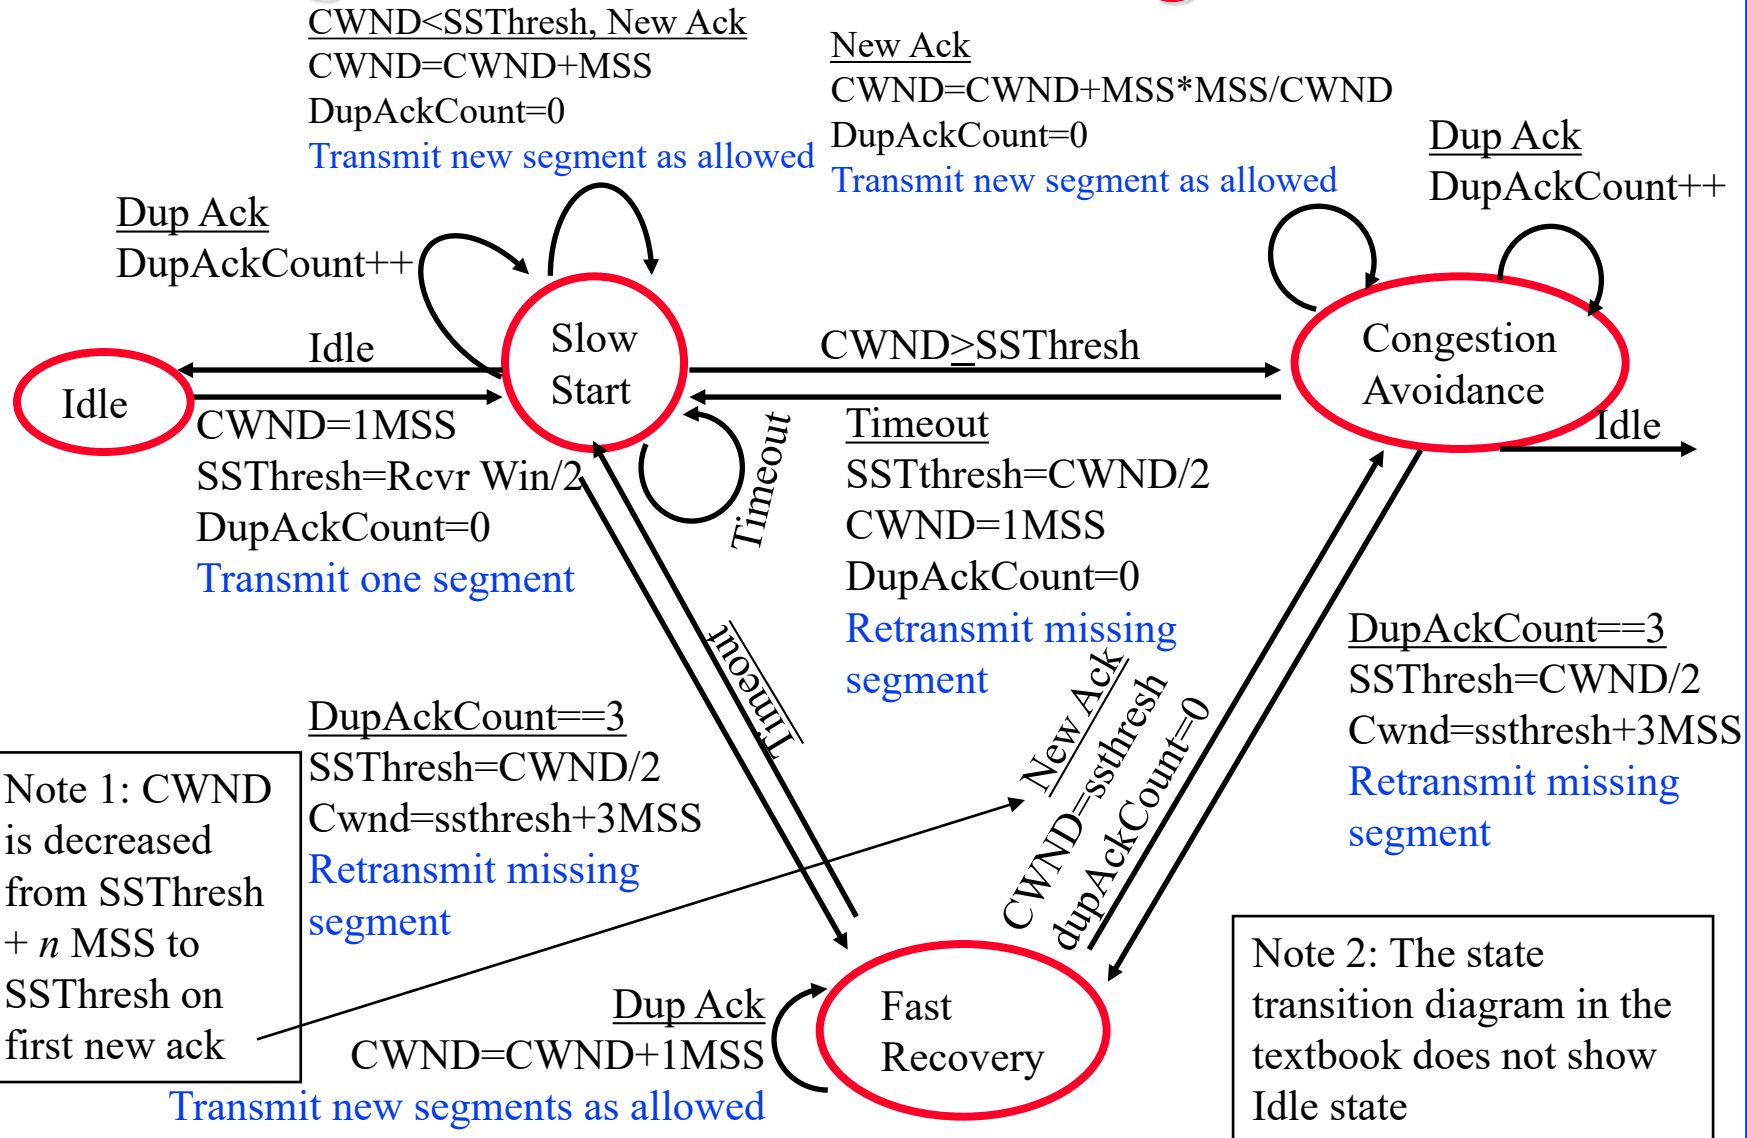 CWND<SSThresh, New Ack
CWND=CWND+MSS
DupAckCount=0
Transmit new segment as allowed
New Ack
CWND=CWND+MSS*MSS/CWND
DupAckCount=0
Transmit new segment as allowed
Dup Ack
DupAckCount++
Dup Ack
DupAckCount++
Idle
Slow
Start
CWND≥SSThresh
Congestion
Avoidance
Idle
Idle
CWND=1MSS
SSThresh=Rcvr Win/2
DupAckCount=0
Transmit one segment
Timeout
Timeout
SSTthresh=CWND/2
CWND=1MSS
DupAckCount=0
Retransmit missing
segment
Timeout
New Ack
CWND=ssthresh
dupAckCount=0
DupAckCount==3
SSThresh=CWND/2
Cwnd=ssthresh+3MSS
Retransmit missing
segment
DupAckCount==3
SSThresh=CWND/2
Cwnd=ssthresh+3MSS
Retransmit missing
segment
Note 1: CWND
is decreased
from SSThresh
+ n MSS to
SSThresh on
first new ack
Dup Ack
CWND=CWND+1MSS
Transmit new segments as allowed
Fast
Recovery
Note 2: The state
transition diagram in the
textbook does not show
Idle state
Idle